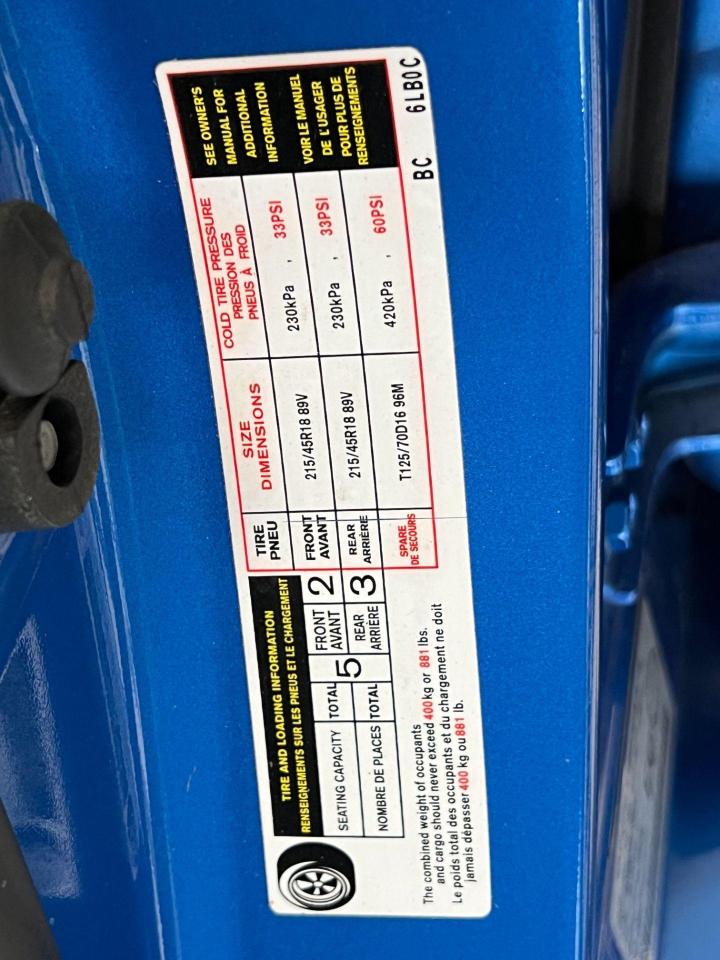 TIRE AND LOADING INFORMATION
RENSEIGNEMENTS SUR LES PNEUS ET LE CHARGEMENT
SEATING CAPACITY
NOMBRE DE PLACES
TOTAL
TOTAL
5
FRONT
AVANT
2
REAR
ARRIÈRE
3
The combined weight of occupants
and cargo should never exceed 400 kg or 881 lbs.
Le poids total des occupants et du chargement ne doit
jamais dépasser 400 kg ou 881 lb.
TIRE
PNEU
SIZE
DIMENSIONS
COLD TIRE PRESSURE
PRESSION DES
PNEUS À FROID
FRONT
AVANT
215/45R18 89V
230kPa , 33PSI
REAR
ARRIÈRE
215/45R18 89V
230kPa , 33PSI
SPARE
DE SECOURS
T125/70D16 96M
420kPa , 60PSI
SEE OWNER'S
MANUAL FOR
ADDITIONAL
INFORMATION
VOIR LE MANUEL
DE L'USAGER
POUR PLUS DE
RENSEIGNEMENTS
BC 6LB0C